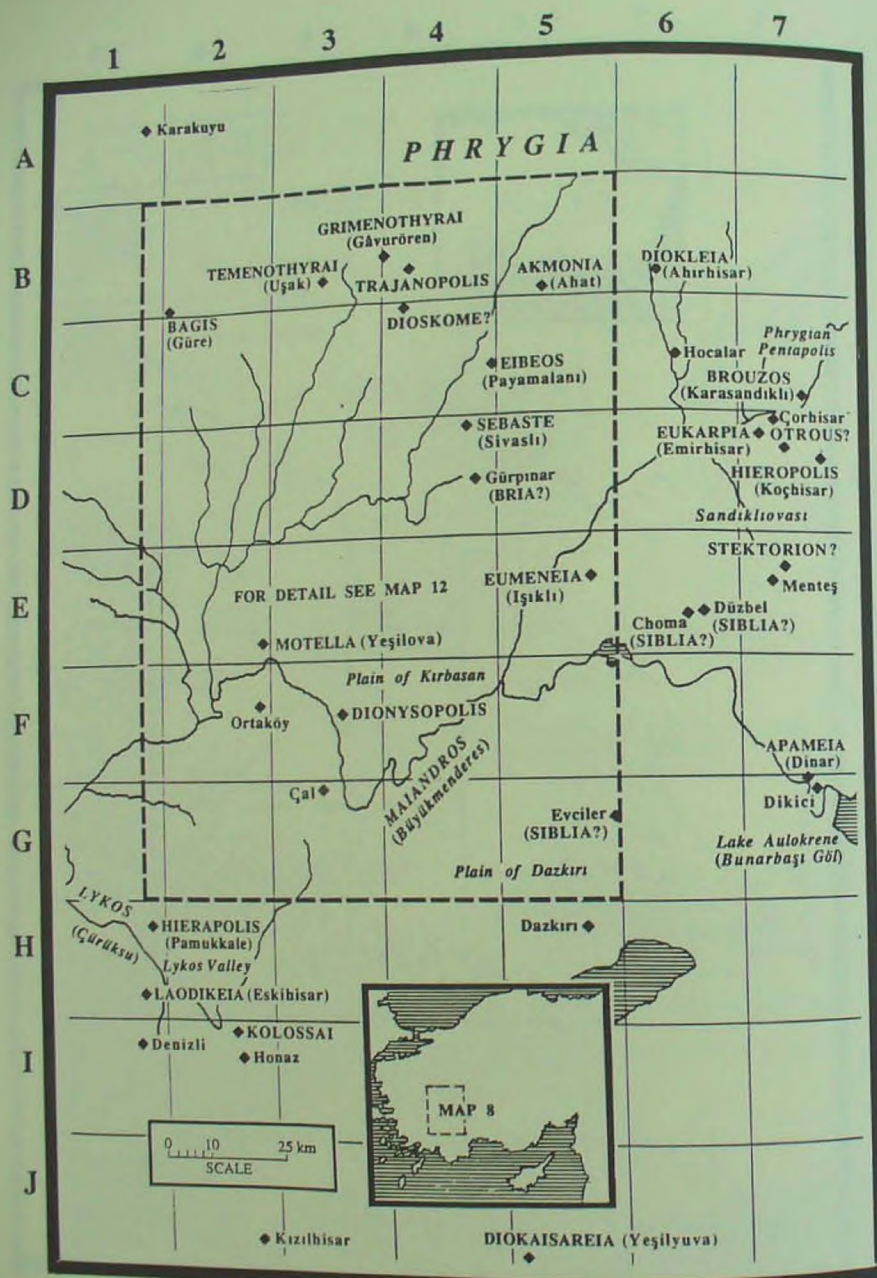 1 2 3 4 5 6 7
A
B
C
D
E
F
G
H
I
J
Karakuyu
PHRYGIA
GRIMENOTHYRAI
(Gâvurören)
TEMENOTHYRAI
(Uşak)
TRAJANOPOLIS
AKMONIA
(Ahat)
DIOKLEIA
(Ahırhisar)
BAGIS
(Güre)
DIOSKOME?
Phrygian
Pentapolis
EIBEOS
(Payamalanı)
Hocalar
BROUZOS
(Karasandıklı)
SEBASTE
(Sivaslı)
Çorhisar
EUKARPIA
(Emirhisar)
OTROUS?
Gürpınar
(BRIA?)
HIEROPOLIS
(Koçhisar)
Sandıklıovası
STEKTORION?
FOR DETAIL SEE MAP 12
EUMENEIA
(Işıklı)
Menteş
Düzbel
(SIBLIA?)
Choma
(SIBLIA?)
MOTELLA (Yeşilova)
Plain of Kırbasan
Ortaköy
DIONYSOPOLIS
MAIANDROS
(Büyükmenderes)
APAMEIA
(Dinar)
Çal
Dikici
Evciler
(SIBLIA?)
Lake Aulokrene
(Bunarbaşı Göl)
Plain of Dazkırı
LYKOS
(Çürüksu)
HIERAPOLIS
(Pamukkale)
Dazkırı
Lykos Valley
LAODIKEIA (Eskihisar)
KOLOSSAI
Denizli
Honaz
MAP 8
0 10 25 km
SCALE
Kızılhisar
DIOKAISAREIA (Yeşilyuva)